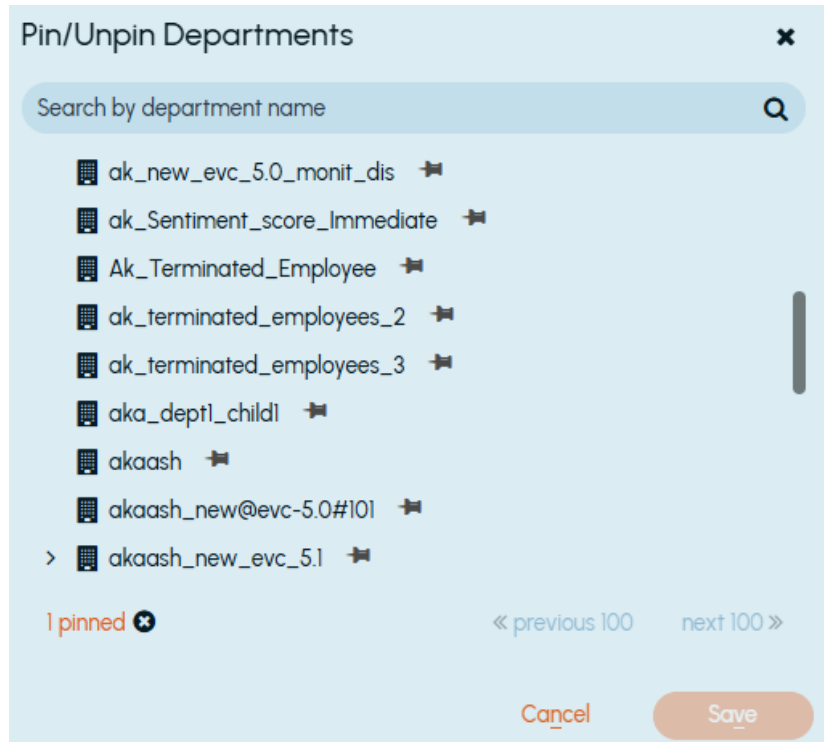 Pin/Unpin Departments
Search by department name
ak_new_evc_5.0_monit_dis
ak_Sentiment_score_Immediate
Ak_Terminated_Employee
ak_terminated_employees_2
ak_terminated_employees_3
aka_dept1_child1
akaash
akaash_new@evc-5.0#101
akaash_new_evc_5.1
1 pinned « previous 100 next 100 »
Cancel Save